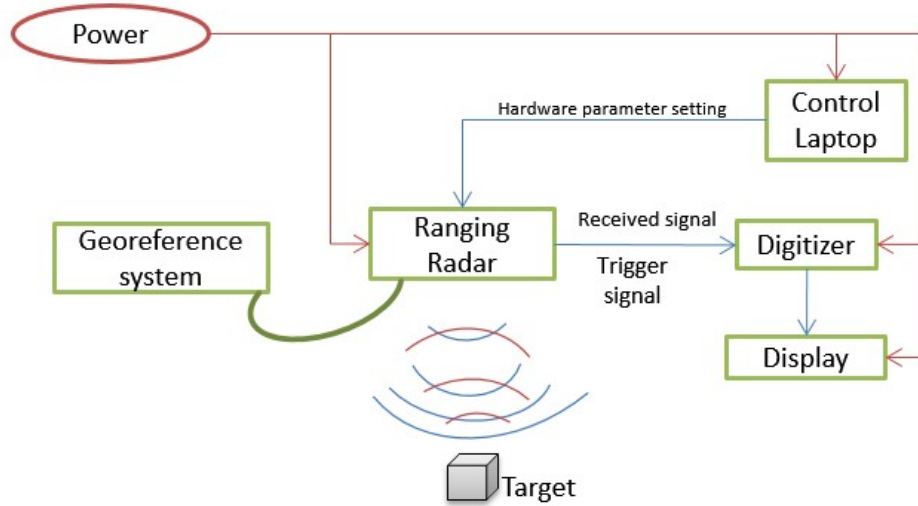 Power
Control
Laptop
Hardware parameter setting
Georeference
system
Ranging
Radar
Received signal
Trigger
signal
Digitizer
Display
Target